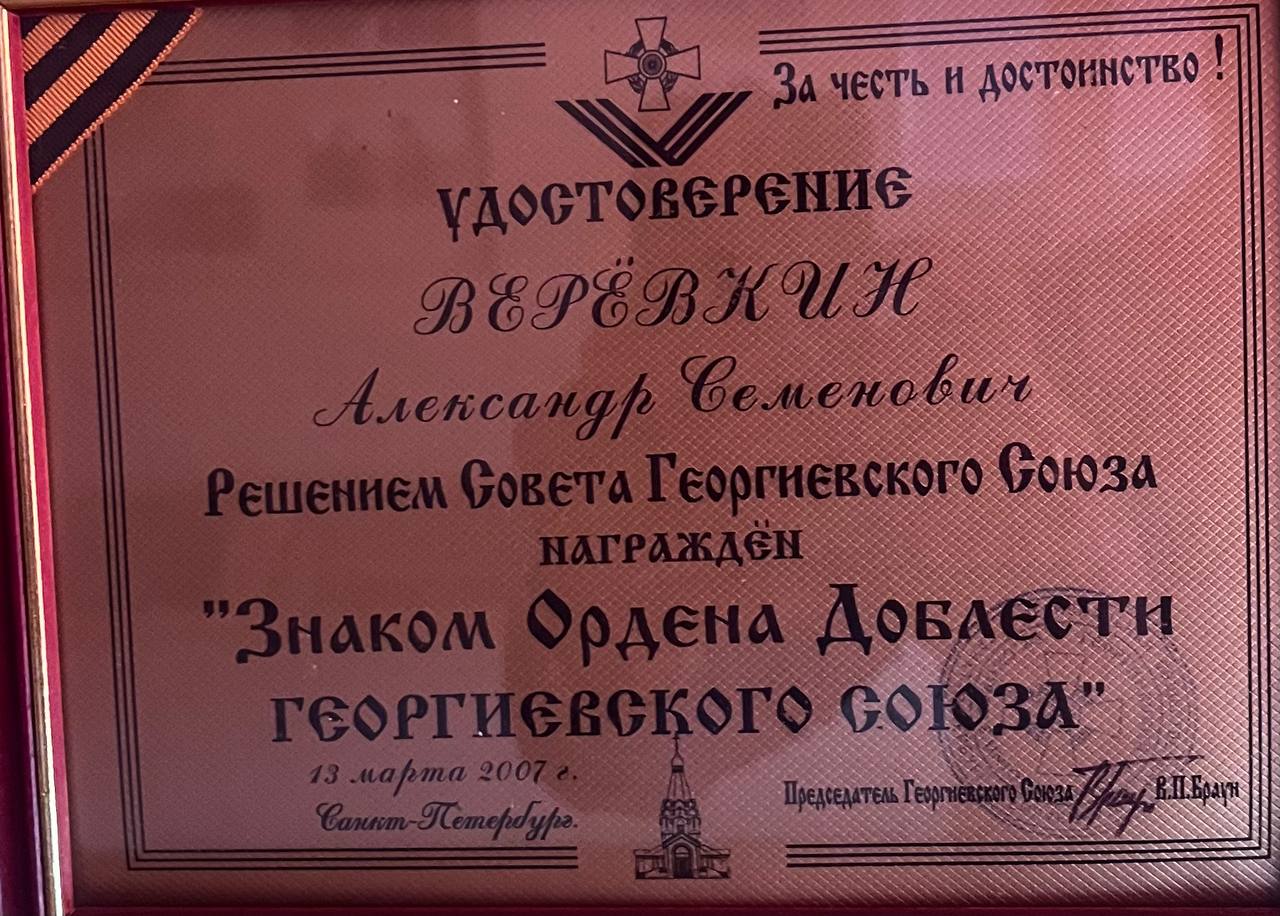 За честь и достоинство!
УДОСТОВЕРЕНИЕ
ВЕРЁВКИН
Александр Семенович
Решением Совета Георгиевского Союза
награждён
"Знаком Ордена Доблести
георгиевского союза"
13 марта 2007 г.
Санкт-Петербург.
Председатель Георгиевского Союза В.П.Браун